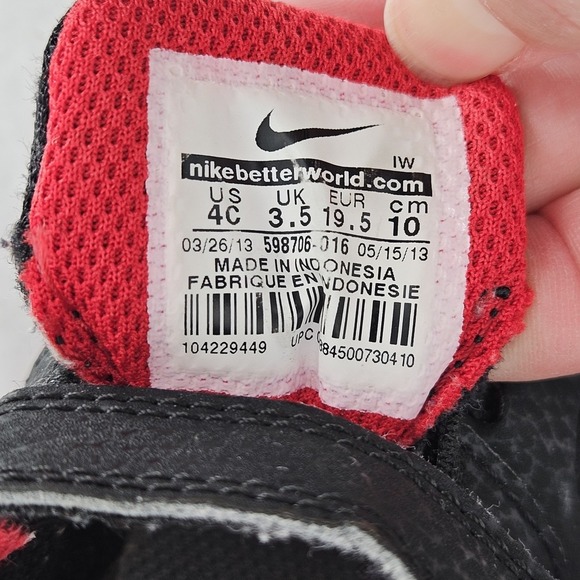 IW
nikebetterworld.com
US UK EUR cm
4C 3.5 19.5 10
03/26/13 598706-016 05/15/13
MADE IN INDONESIA
FABRIQUE EN INDONESIE
104229449 UPC